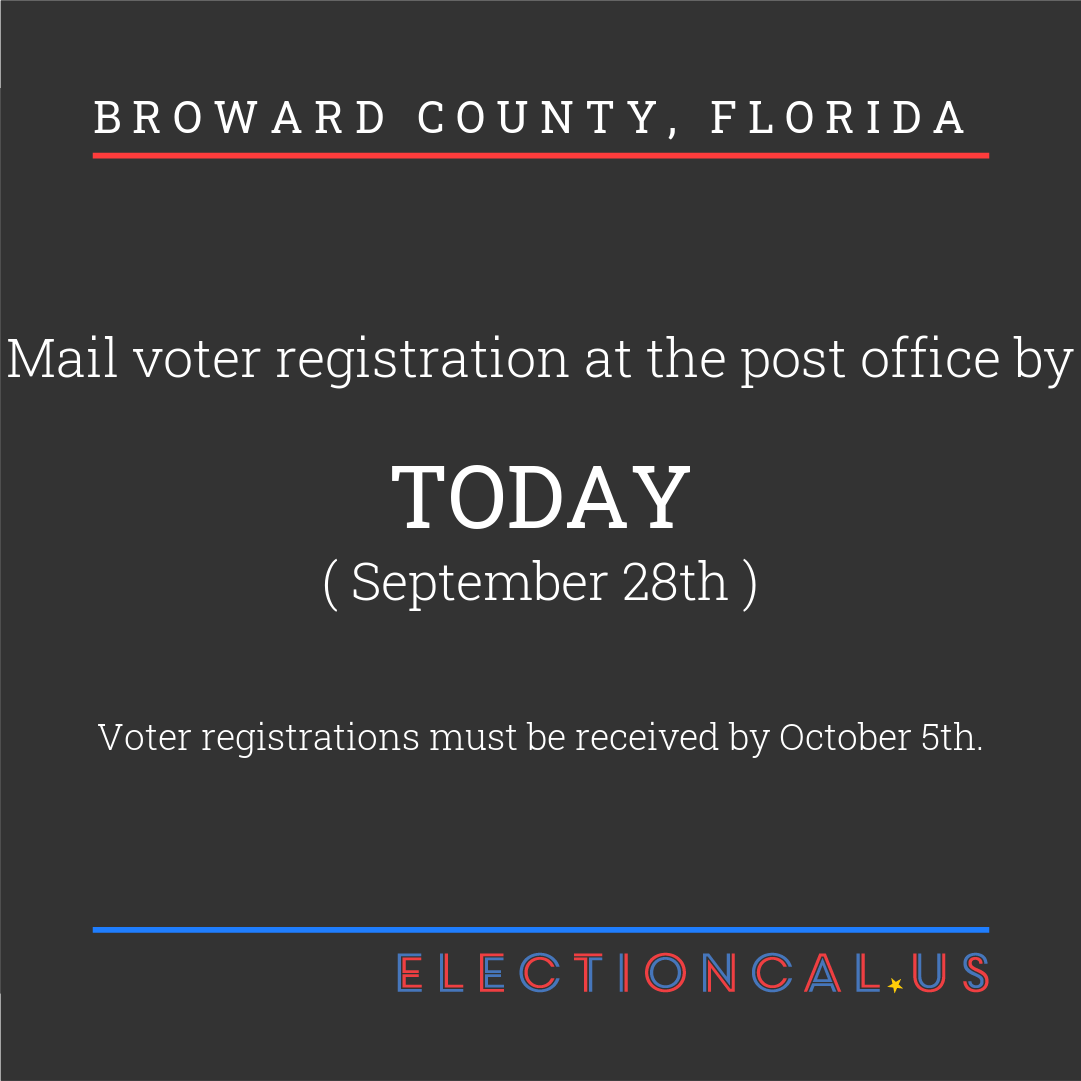 BROWARD COUNTY, FLORIDA
Mail voter registration at the post office by
TODAY
( September 28th )
Voter registrations must be received by October 5th.
ELECTIONCAL.US